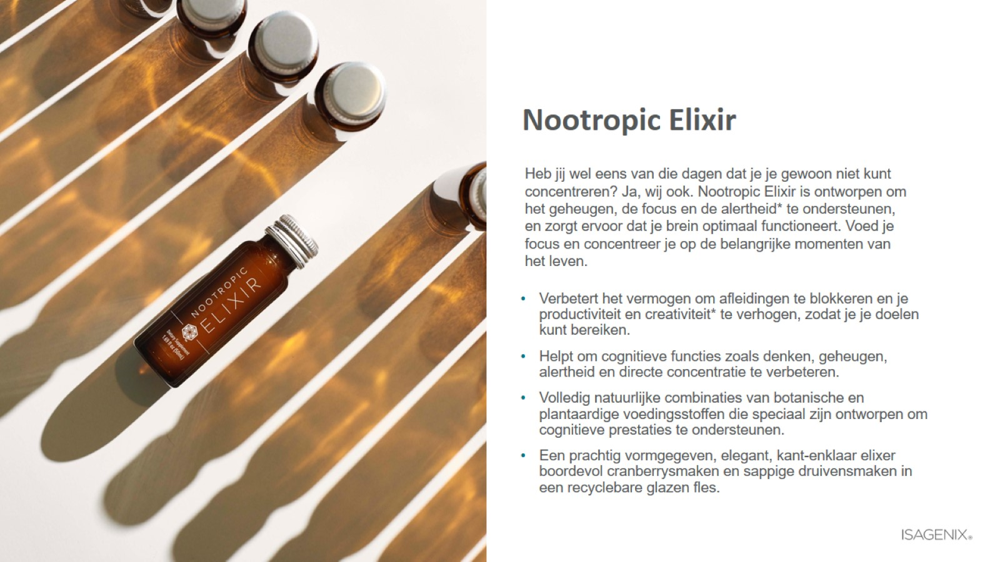 Nootropic Elixir
Heb jij wel eens van die dagen dat je je gewoon niet kunt
concentreren? Ja, wij ook. Nootropic Elixir is ontworpen om
het geheugen, de focus en de alertheid* te ondersteunen,
en zorgt ervoor dat je brein optimaal functioneert. Voed je
focus en concentreer je op de belangrijke momenten van
het leven.
• Verbetert het vermogen om afleidingen te blokkeren en je
productiviteit en creativiteit* te verhogen, zodat je je doelen
kunt bereiken.
• Helpt om cognitieve functies zoals denken, geheugen,
alertheid en directe concentratie te verbeteren.
• Volledig natuurlijke combinaties van botanische en
plantaardige voedingsstoffen die speciaal zijn ontworpen om
cognitieve prestaties te ondersteunen.
• Een prachtig vormgegeven, elegant, kant-enklaar elixer
boordevol cranberrysmaken en sappige druivensmaken in
een recyclebare glazen fles.
NOOTROPIC
ELIXIR
Dietary Supplement
1.69 fl oz (50mL)
ISAGENIX®